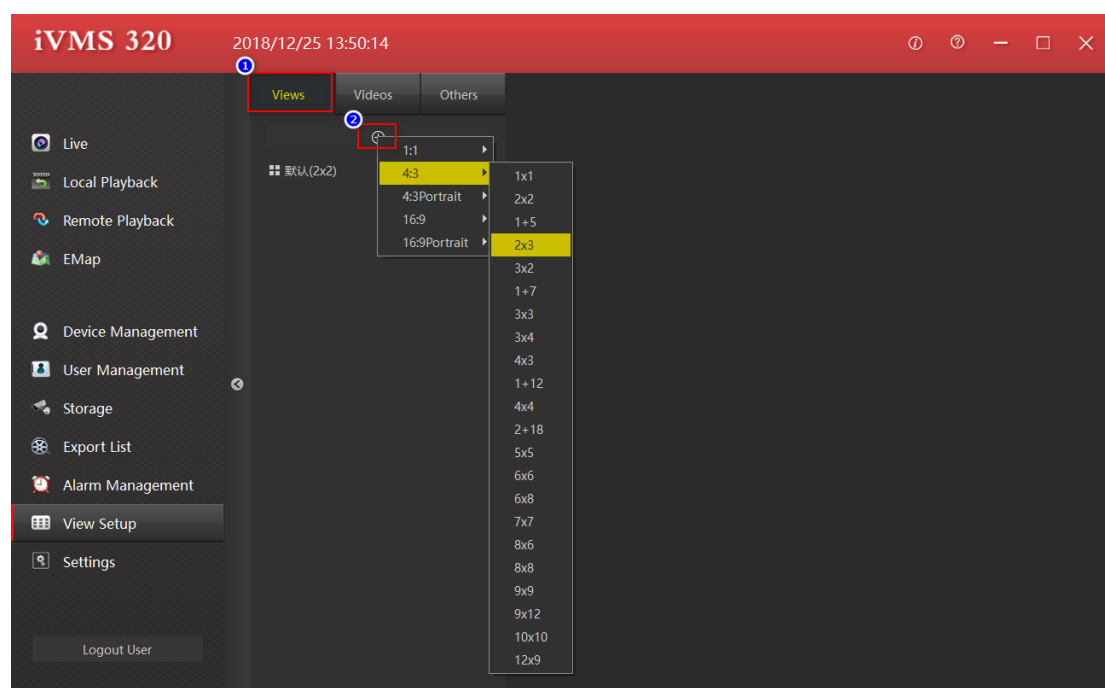 iVMS 320
2018/12/25 13:50:14
1
Views
Videos
Others
2
Live
Local Playback
Remote Playback
EMap
Device Management
User Management
Storage
Export List
Alarm Management
View Setup
Settings
Logout User
默认(2x2)
1:1
4:3
4:3Portrait
16:9
16:9Portrait
1x1
2x2
1+5
2x3
3x2
1+7
3x3
3x4
4x3
1+12
4x4
2+18
5x5
6x6
6x8
7x7
8x6
8x8
9x9
9x12
10x10
12x9